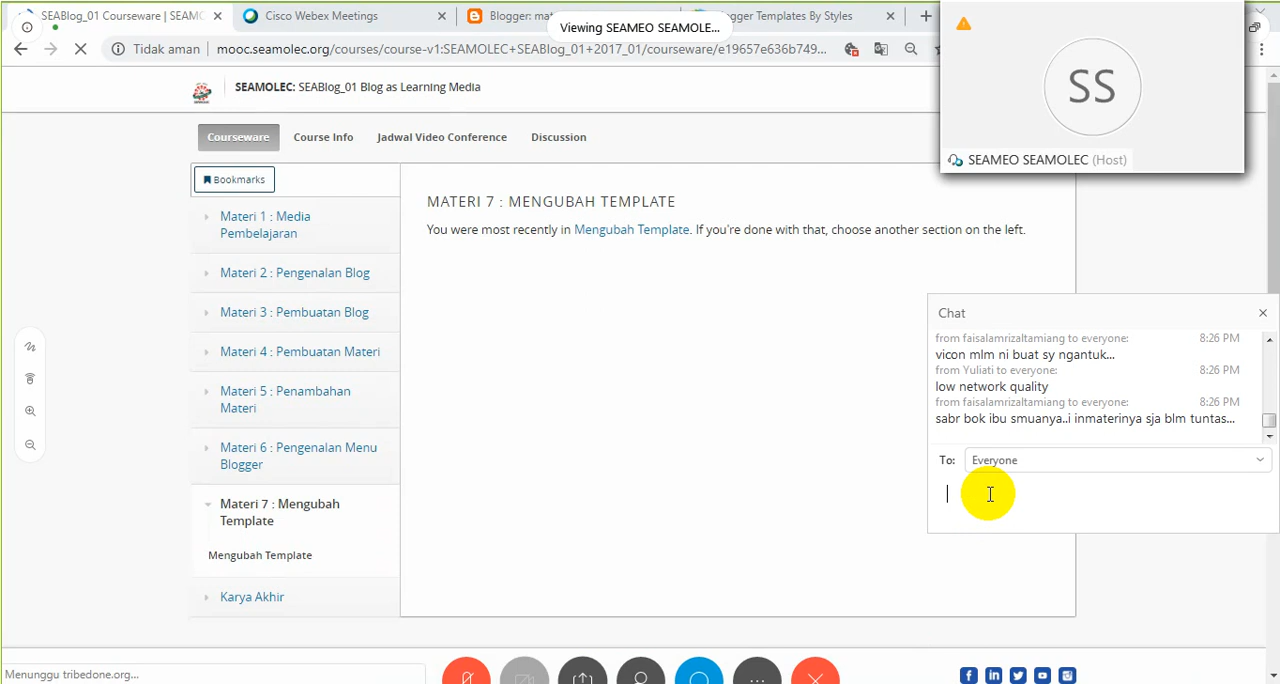 SEABlog_01 Courseware | SEAMO
Cisco Webex Meetings
Blogger: mat
Viewing SEAMEO SEAMOLE...
gger Templates By Styles
Tidak aman
mooc.seamolec.org/courses/course-v1:SEAMOLEC+SEABlog_01+2017_01/courseware/e19657e636b749...
SS
SEAMEO SEAMOLEC (Host)
SEAMOLEC: SEABlog_01 Blog as Learning Media
Courseware
Course Info
Jadwal Video Conference
Discussion
Bookmarks
Materi 1 : Media
Pembelajaran
Materi 2 : Pengenalan Blog
Materi 3 : Pembuatan Blog
Materi 4 : Pembuatan Materi
Materi 5 : Penambahan
Materi
Materi 6 : Pengenalan Menu
Blogger
Materi 7 : Mengubah
Template
Mengubah Template
Karya Akhir
MATERI 7 : MENGUBAH TEMPLATE
You were most recently in Mengubah Template. If you're done with that, choose another section on the left.
Chat
from faisalamrizaltamiang to everyone: 8:26 PM
vicon mlm ni buat sy ngantuk...
from Yuliati to everyone: 8:26 PM
low network quality
from faisalamrizaltamiang to everyone: 8:26 PM
sabr bok ibu smuanya..i inmaterinya sja blm tuntas...
To: Everyone
Menunggu tribedone.org...